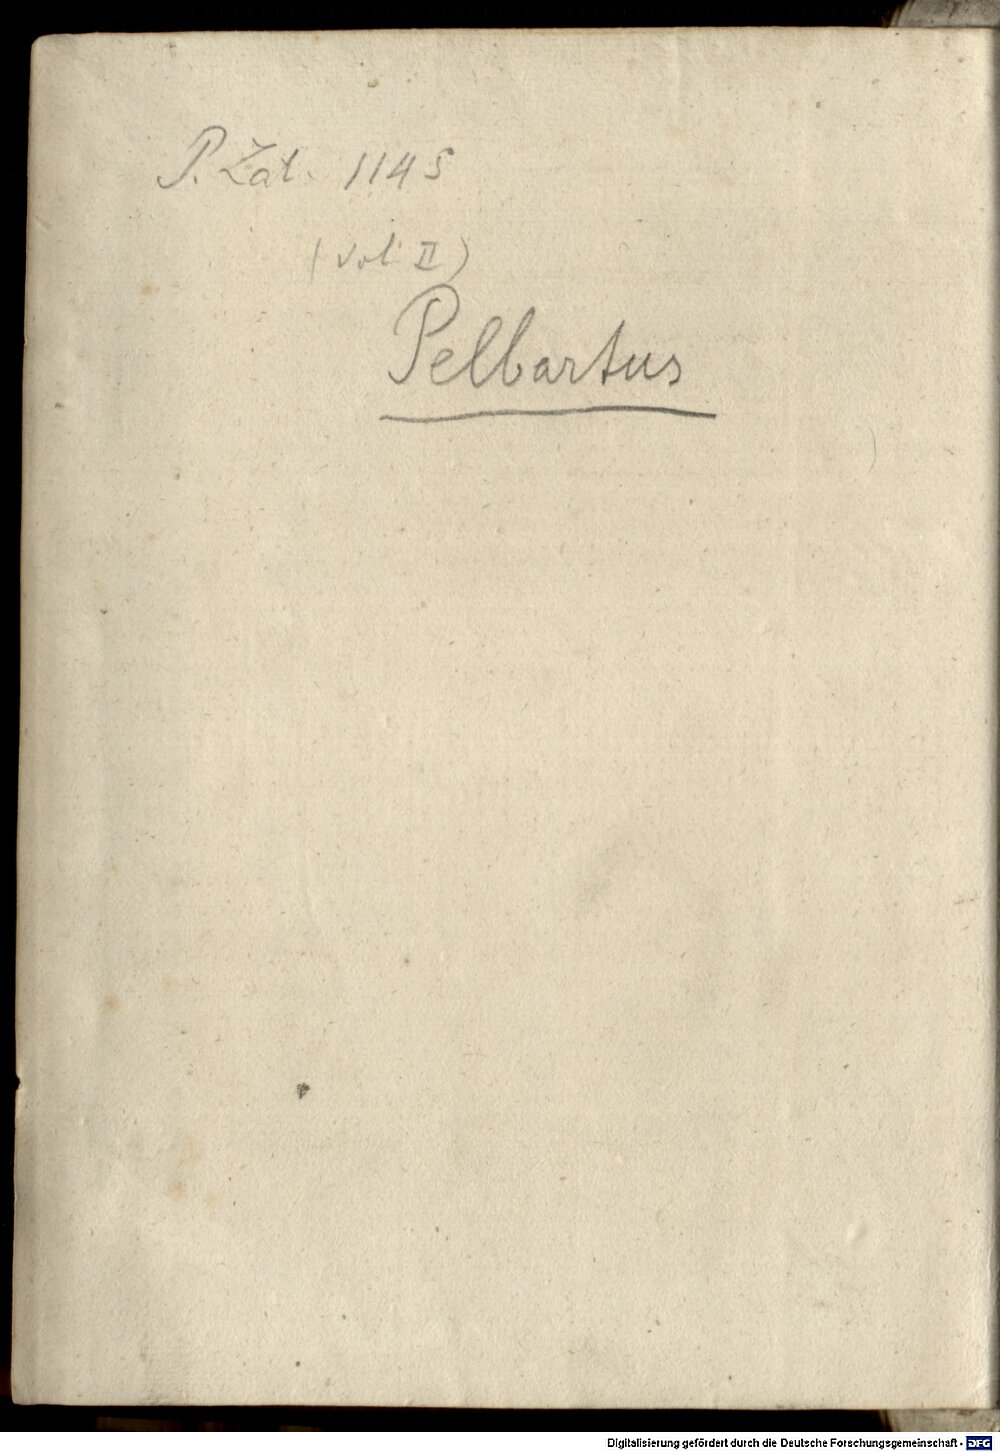 P. Lat. 1145
(vol II)
Pelbartus
Digitalisierung gefördert durch die Deutsche Forschungsgemeinschaft - DFG